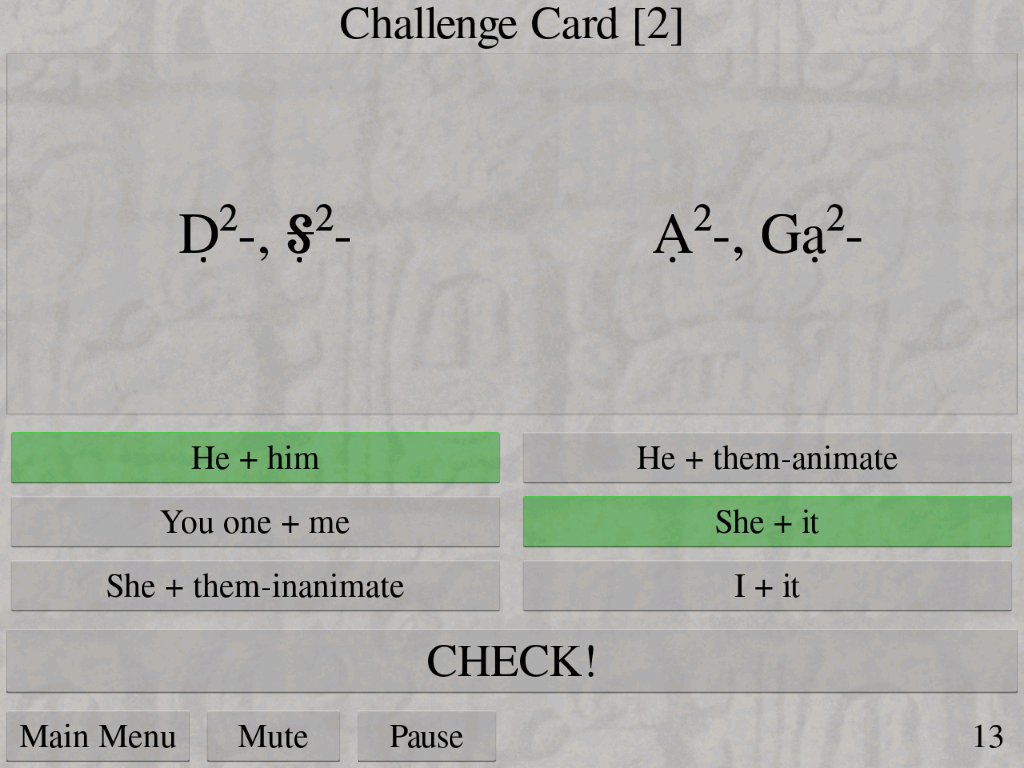 Challenge Card [2]
Ꭰ̣²-, Ꭶ̣²- Ạ²-, Gạ²-
He + him He + them-animate
You one + me She + it
She + them-inanimate I + it
CHECK!
Main Menu Mute Pause 13